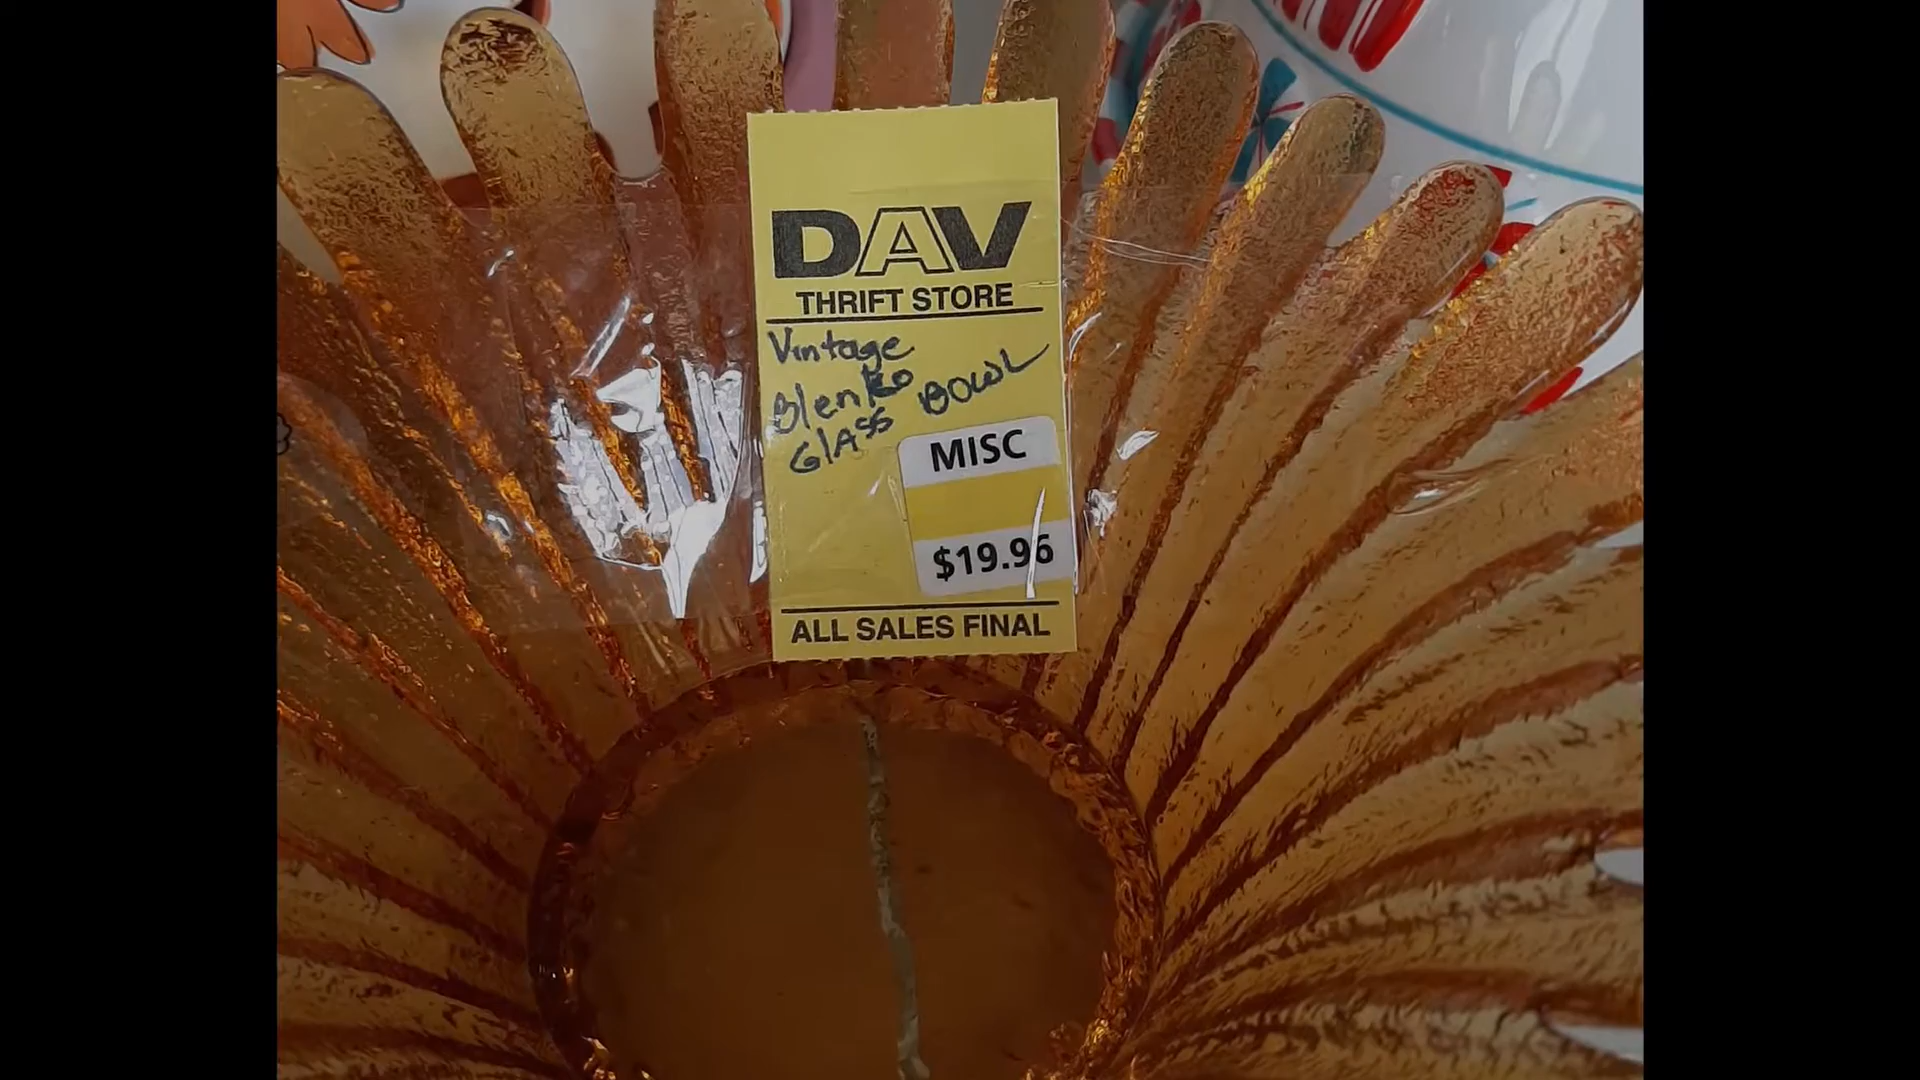 DAV
THRIFT STORE
Vintage
Blenko
Glass BOWL
MISC
$19.96
ALL SALES FINAL